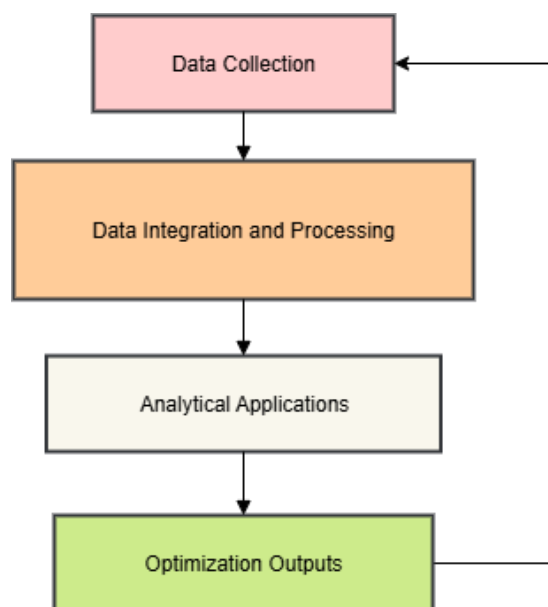 Data Collection
Data Integration and Processing
Analytical Applications
Optimization Outputs